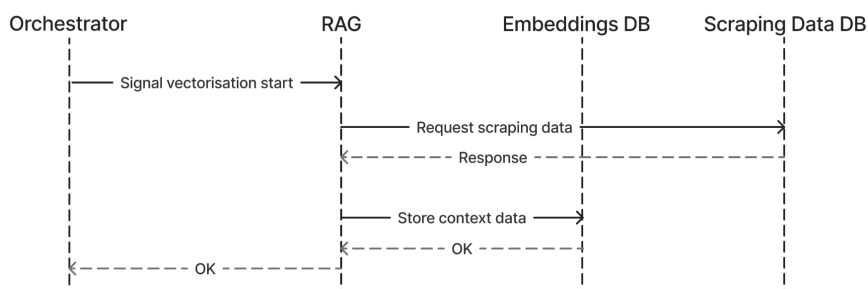 Orchestrator RAG Embeddings DB Scraping Data DB
Signal vectorisation start
Request scraping data
Response
Store context data
OK
OK